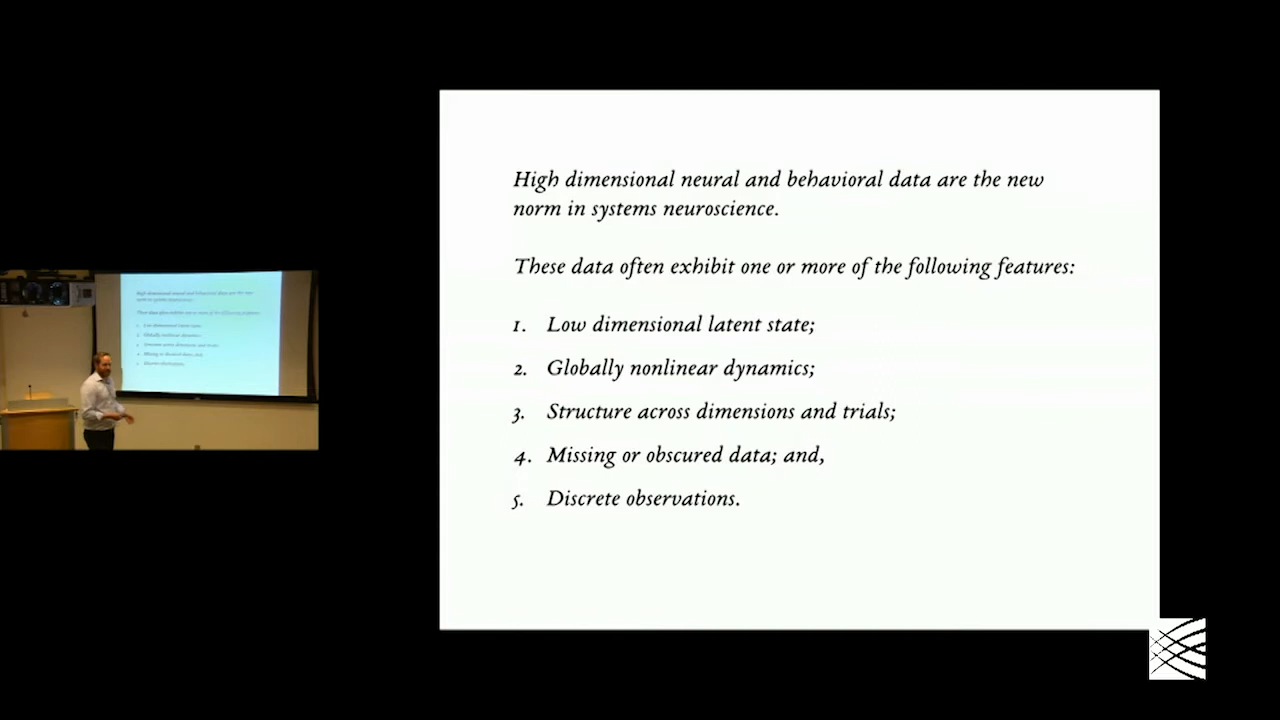 High dimensional neural and behavioral data are the new
norm in systems neuroscience.
These data often exhibit one or more of the following features:
1. Low dimensional latent state;
2. Globally nonlinear dynamics;
3. Structure across dimensions and trials;
4. Missing or obscured data; and,
5. Discrete observations.